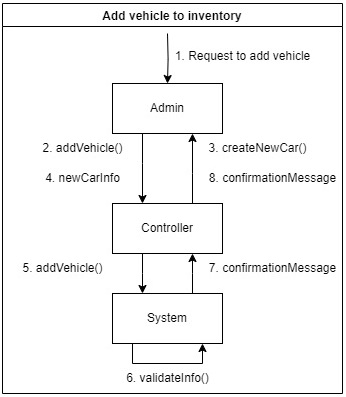 Add vehicle to inventory
1. Request to add vehicle
Admin
2. addVehicle()
3. createNewCar()
4. newCarInfo
8. confirmationMessage
Controller
5. addVehicle()
7. confirmationMessage
System
6. validateInfo()